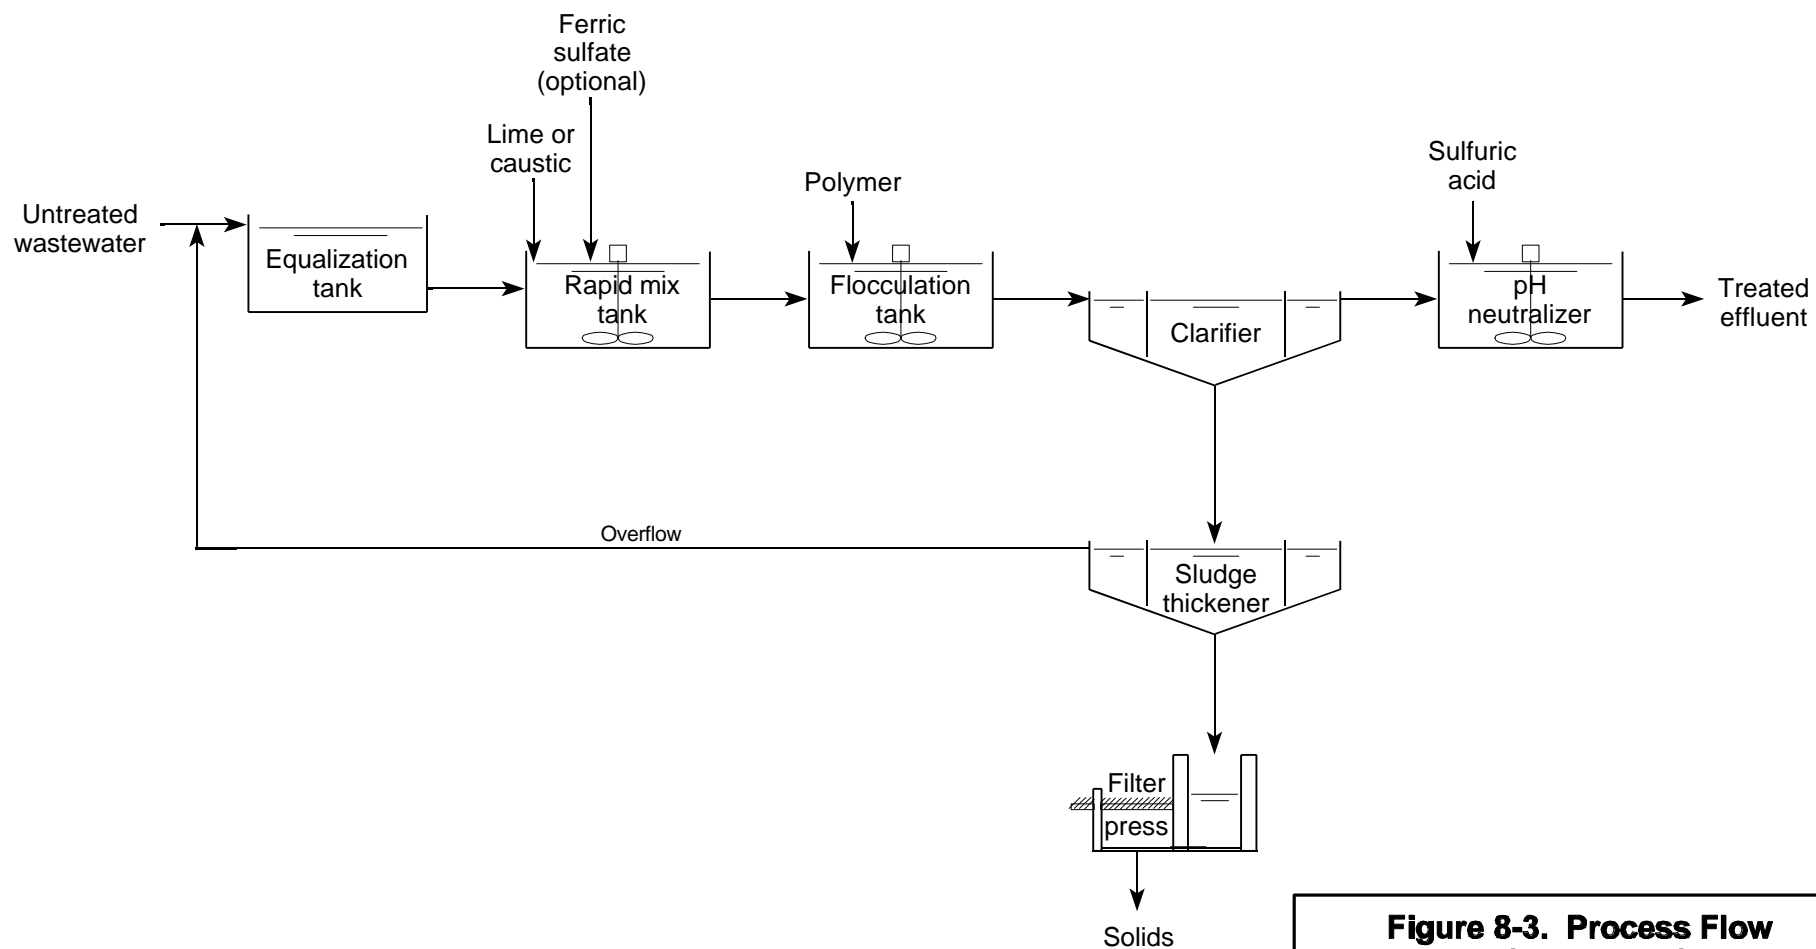 Ferric
sulfate
(optional)
Lime or
caustic
Polymer
Sulfuric
acid
Untreated
wastewater
Equalization
tank
Rapid mix
tank
Flocculation
tank
Clarifier
pH
neutralizer
Treated
effluent
Overflow
Sludge
thickener
Filter
press
Solids
Figure 8-3. Process Flow